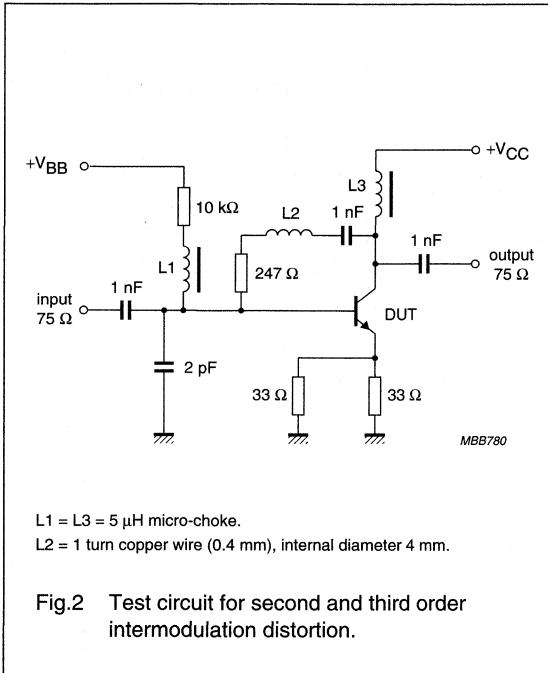 +VBB
+VCC
10 kΩ
L3
L2
1 nF
1 nF
output
75 Ω
L1
247 Ω
1 nF
input
75 Ω
DUT
2 pF
33 Ω
33 Ω
MBB780
L1 = L3 = 5 μH micro-choke.
L2 = 1 turn copper wire (0.4 mm), internal diameter 4 mm.
Fig.2 Test circuit for second and third order
intermodulation distortion.